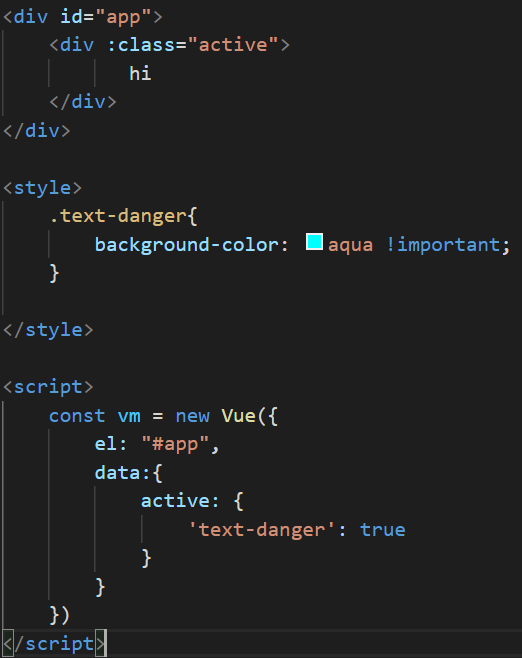 <div id="app">
    <div :class="active">
           hi
    </div>
</div>

<style>
    .text-danger{
        background-color: aqua !important;
    }

</style>

<script>
    const vm = new Vue({
        el: "#app",
        data:{
            active: {
                'text-danger': true
            }
        }
    })
</script>